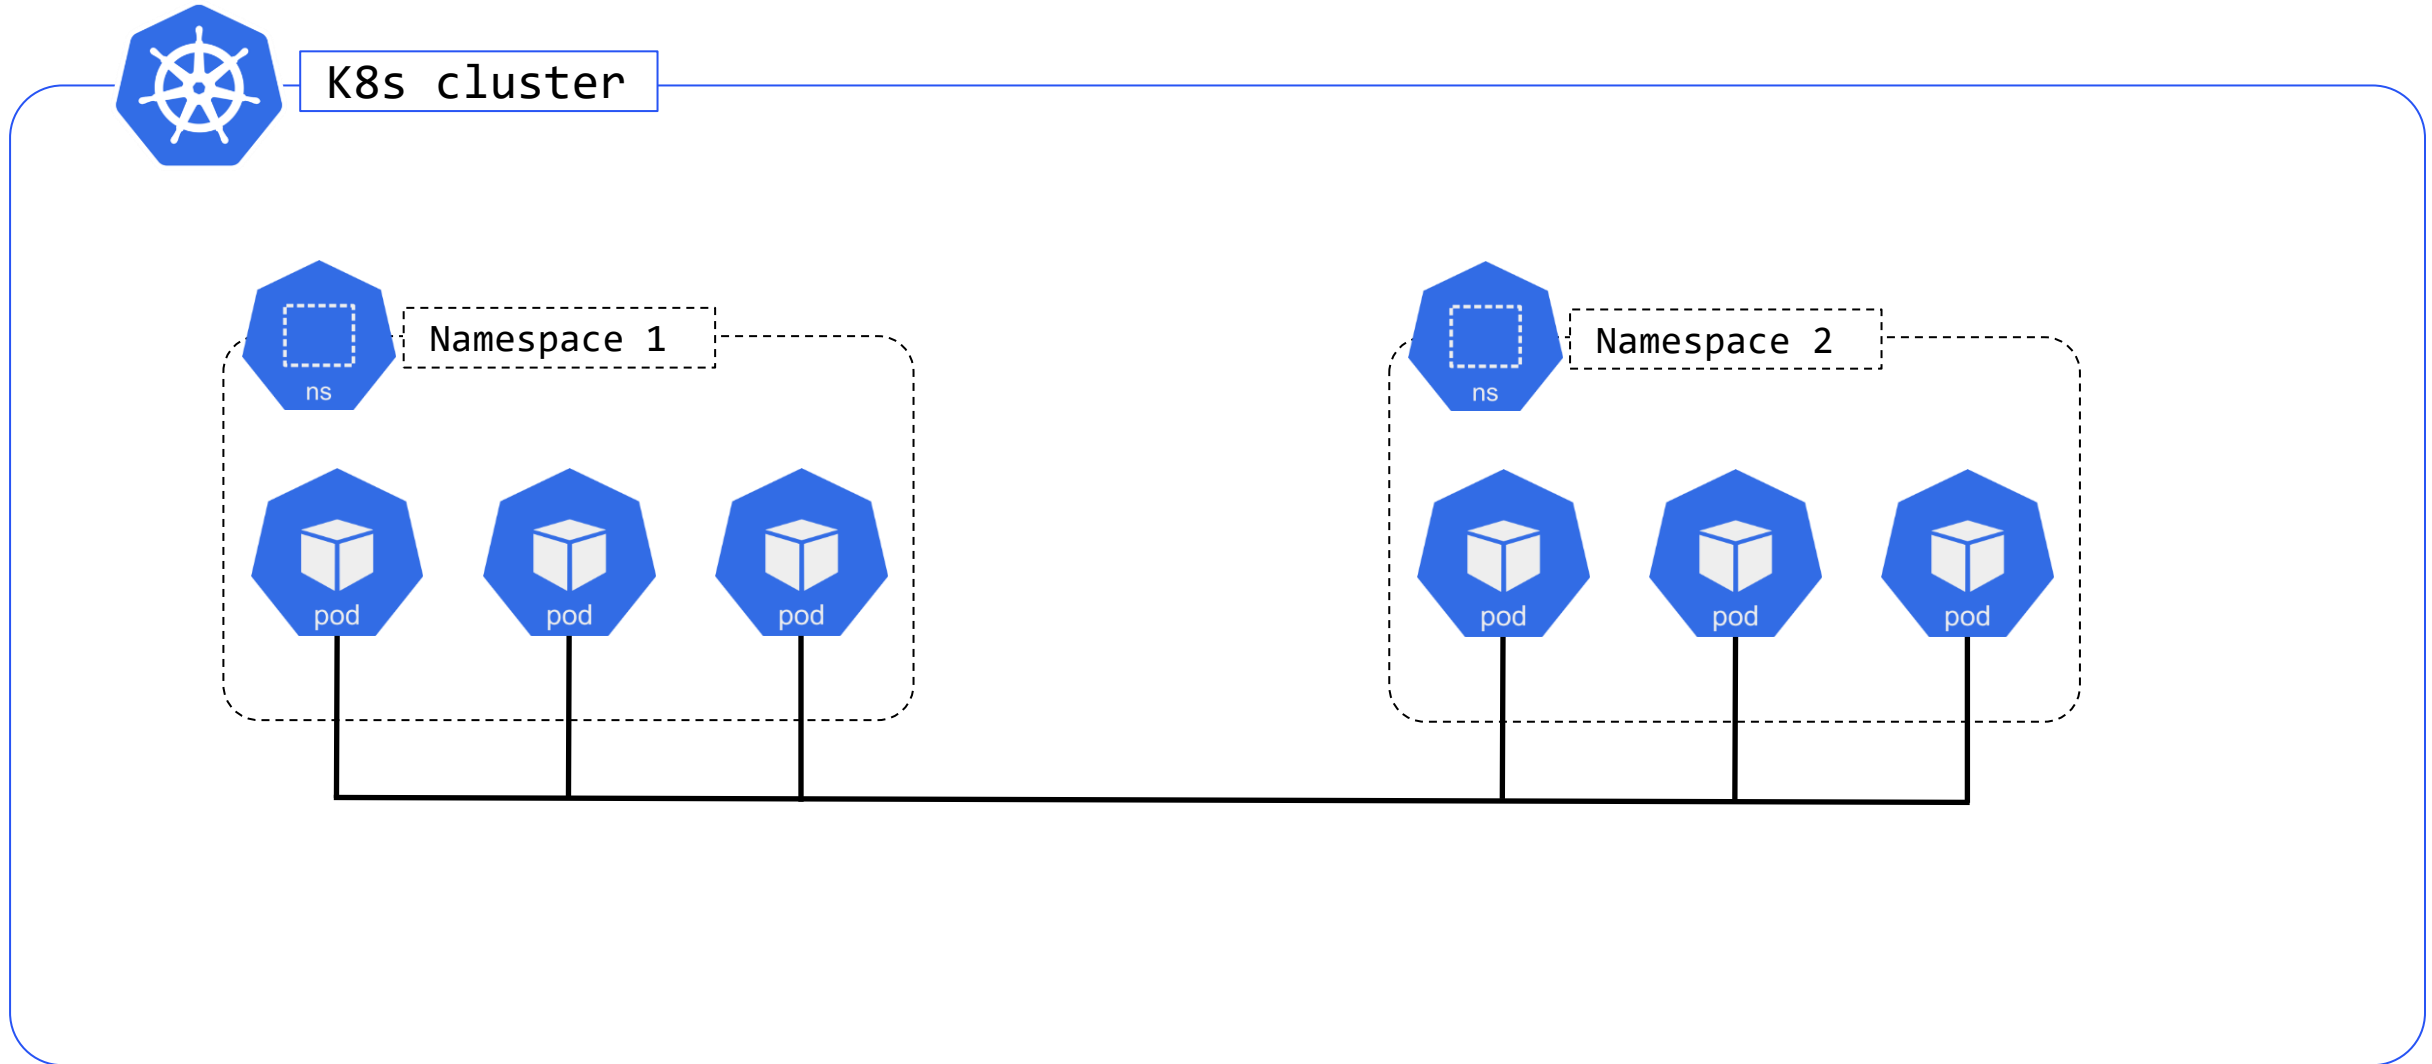 K8s cluster
Namespace 1
Namespace 2
ns
ns
pod
pod
pod
pod
pod
pod